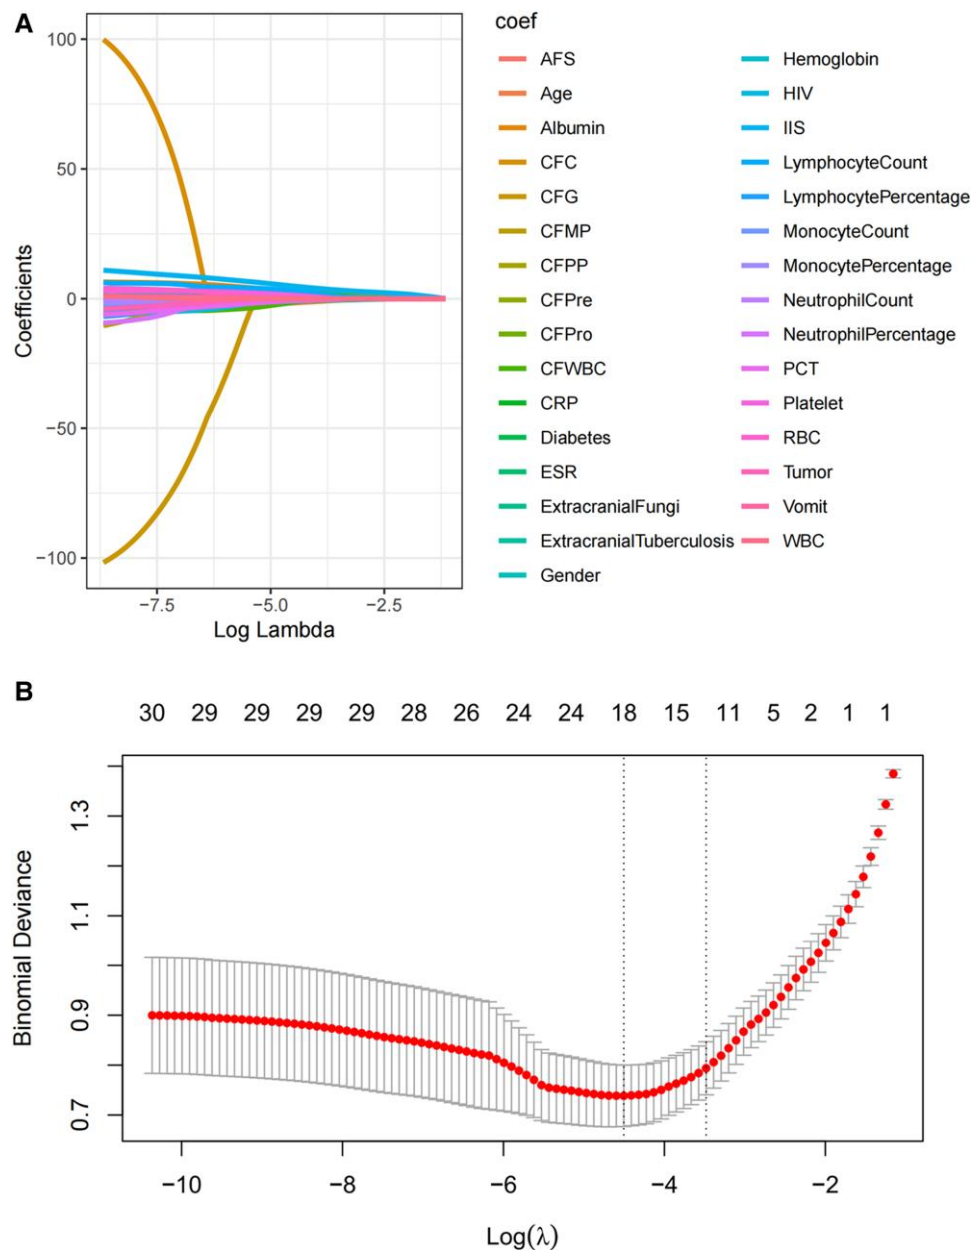 A
100
50
0
−50
−100
Coefficients
−7.5 −5.0 −2.5
Log Lambda
coef
AFS
Age
Albumin
CFC
CFG
CFMP
CFPP
CFPre
CFPro
CFWBC
CRP
Diabetes
ESR
ExtracranialFungi
ExtracranialTuberculosis
Gender
Hemoglobin
HIV
IIS
LymphocyteCount
LymphocytePercentage
MonocyteCount
MonocytePercentage
NeutrophilCount
NeutrophilPercentage
PCT
Platelet
RBC
Tumor
Vomit
WBC
B
30 29 29 29 29 28 26 24 24 18 15 11 5 2 1 1
1.3
1.1
0.9
0.7
Binomial Deviance
−10 −8 −6 −4 −2
Log(λ)